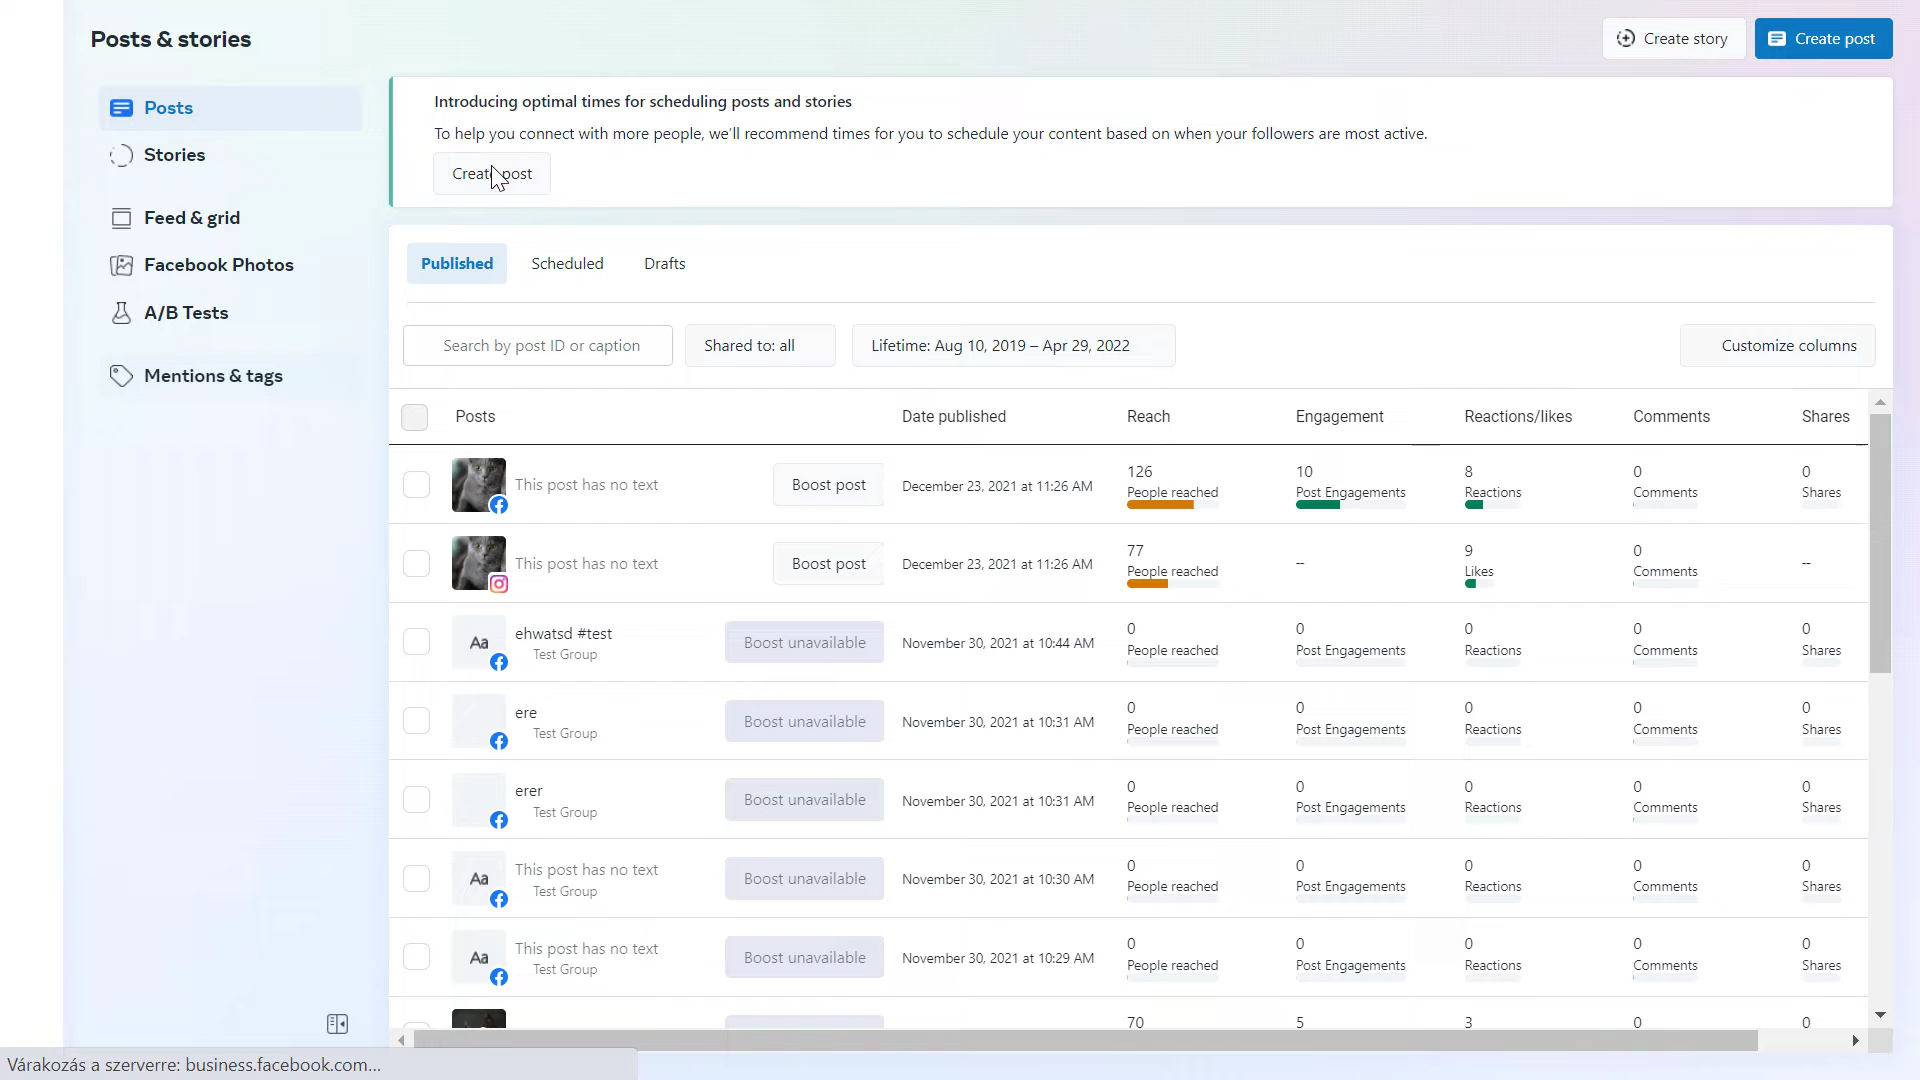 Posts & stories
Create story
Create post
Posts
Stories
Feed & grid
Facebook Photos
A/B Tests
Mentions & tags
Introducing optimal times for scheduling posts and stories
To help you connect with more people, we'll recommend times for you to schedule your content based on when your followers are most active.
Create post
Published
Scheduled
Drafts
Search by post ID or caption
Shared to: all
Lifetime: Aug 10, 2019 – Apr 29, 2022
Customize columns
Posts
Date published
Reach
Engagement
Reactions/likes
Comments
Shares
This post has no text
Boost post
December 23, 2021 at 11:26 AM
126
People reached
10
Post Engagements
8
Reactions
0
Comments
0
Shares
This post has no text
Boost post
December 23, 2021 at 11:26 AM
77
People reached
--
9
Likes
0
Comments
--
Aa
ehwatsd #test
Test Group
Boost unavailable
November 30, 2021 at 10:44 AM
0
People reached
0
Post Engagements
0
Reactions
0
Comments
0
Shares
ere
Test Group
Boost unavailable
November 30, 2021 at 10:31 AM
0
People reached
0
Post Engagements
0
Reactions
0
Comments
0
Shares
erer
Test Group
Boost unavailable
November 30, 2021 at 10:31 AM
0
People reached
0
Post Engagements
0
Reactions
0
Comments
0
Shares
Aa
This post has no text
Test Group
Boost unavailable
November 30, 2021 at 10:30 AM
0
People reached
0
Post Engagements
0
Reactions
0
Comments
0
Shares
Aa
This post has no text
Test Group
Boost unavailable
November 30, 2021 at 10:29 AM
0
People reached
0
Post Engagements
0
Reactions
0
Comments
0
Shares
70
5
3
0
0
Várakozás a szerverre: business.facebook.com...